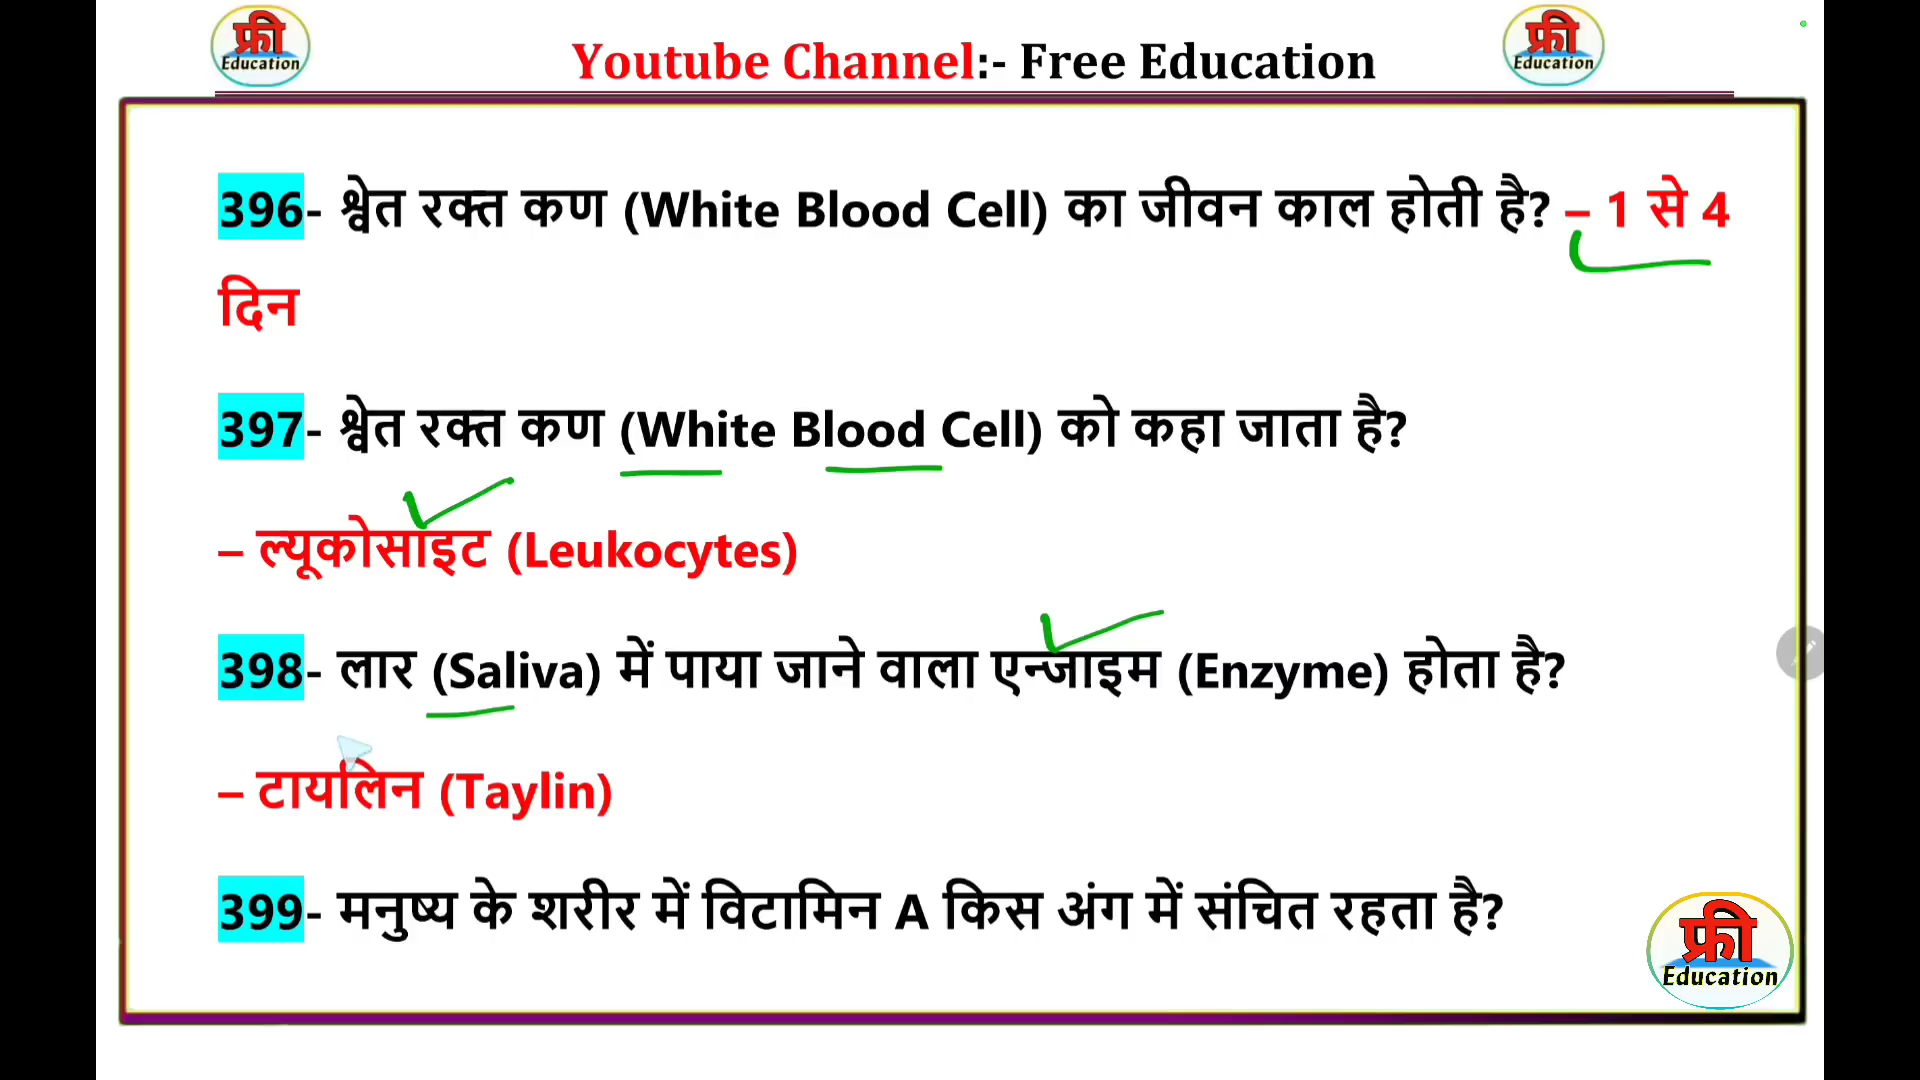 फ्री
Education
Youtube Channel:- Free Education
फ्री
Education
396- श्वेत रक्त कण (White Blood Cell) का जीवन काल होती है? – 1 से 4
दिन
397- श्वेत रक्त कण (White Blood Cell) को कहा जाता है?
– ल्यूकोसाइट (Leukocytes)
398- लार (Saliva) में पाया जाने वाला एन्जाइम (Enzyme) होता है?
– टायलिन (Taylin)
399- मनुष्य के शरीर में विटामिन A किस अंग में संचित रहता है?
फ्री
Education